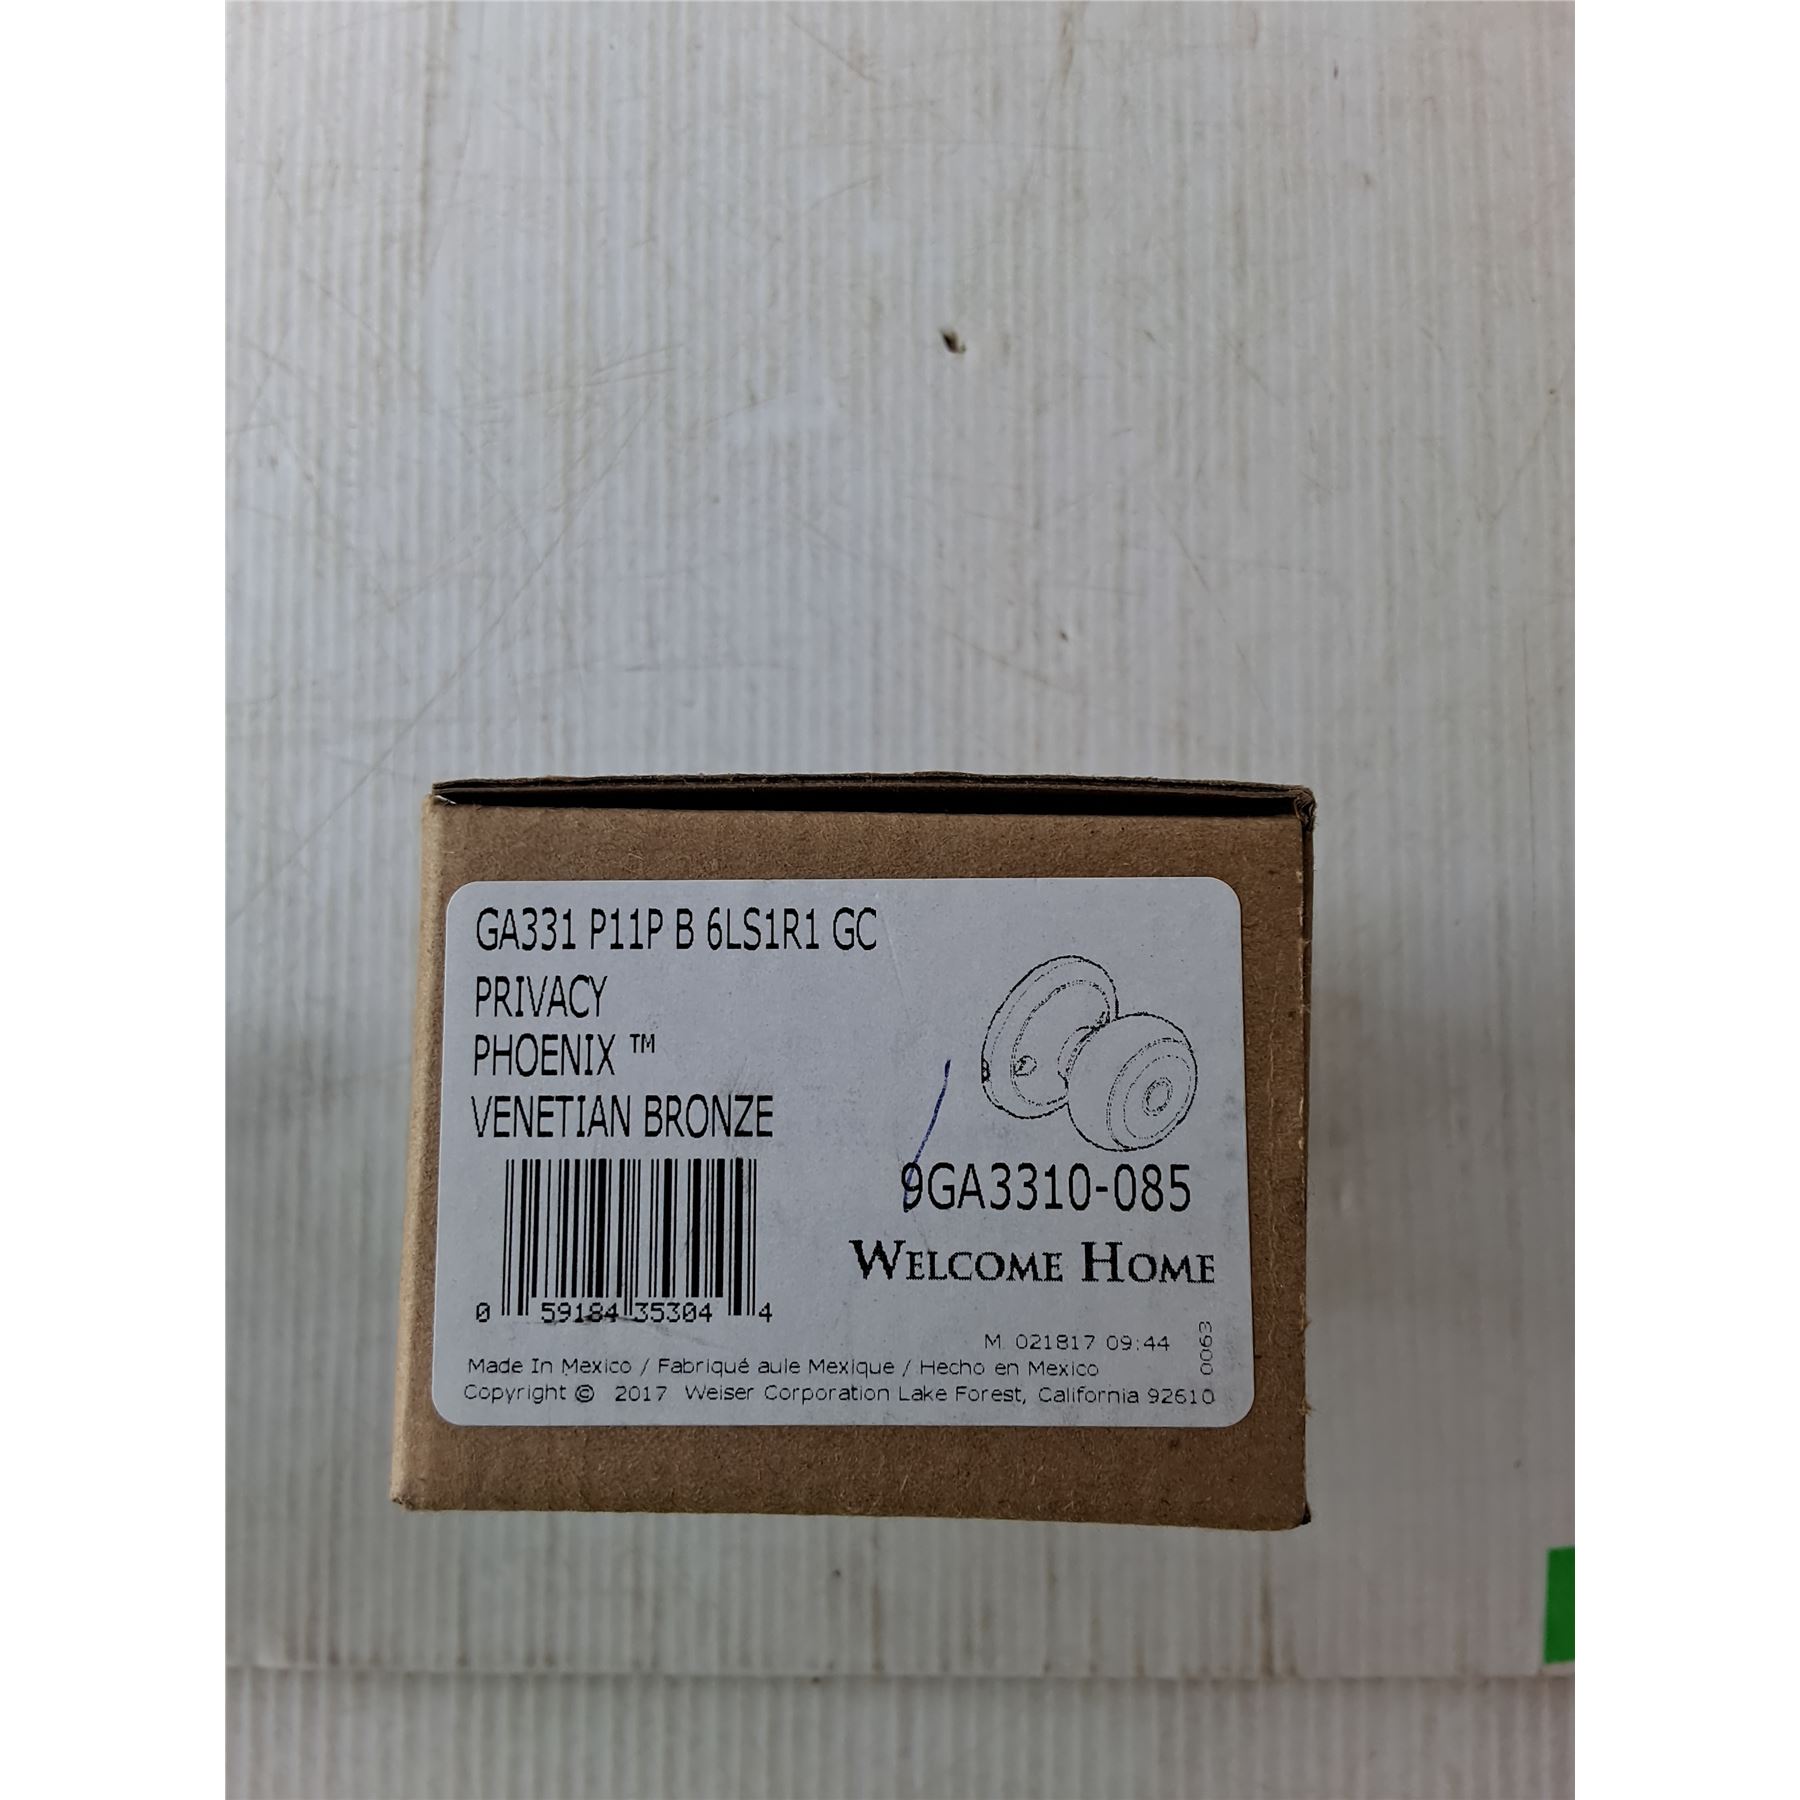 GA331 P11P B 6LS1R1 GC
PRIVACY
PHOENIX ™
VENETIAN BRONZE
9GA3310-085
WELCOME HOME
0 59184 35304 4
M 021817 09:44
0063
Made In Mexico / Fabriqué aule Mexique / Hecho en Mexico
Copyright © 2017 Weiser Corporation Lake Forest, California 92610